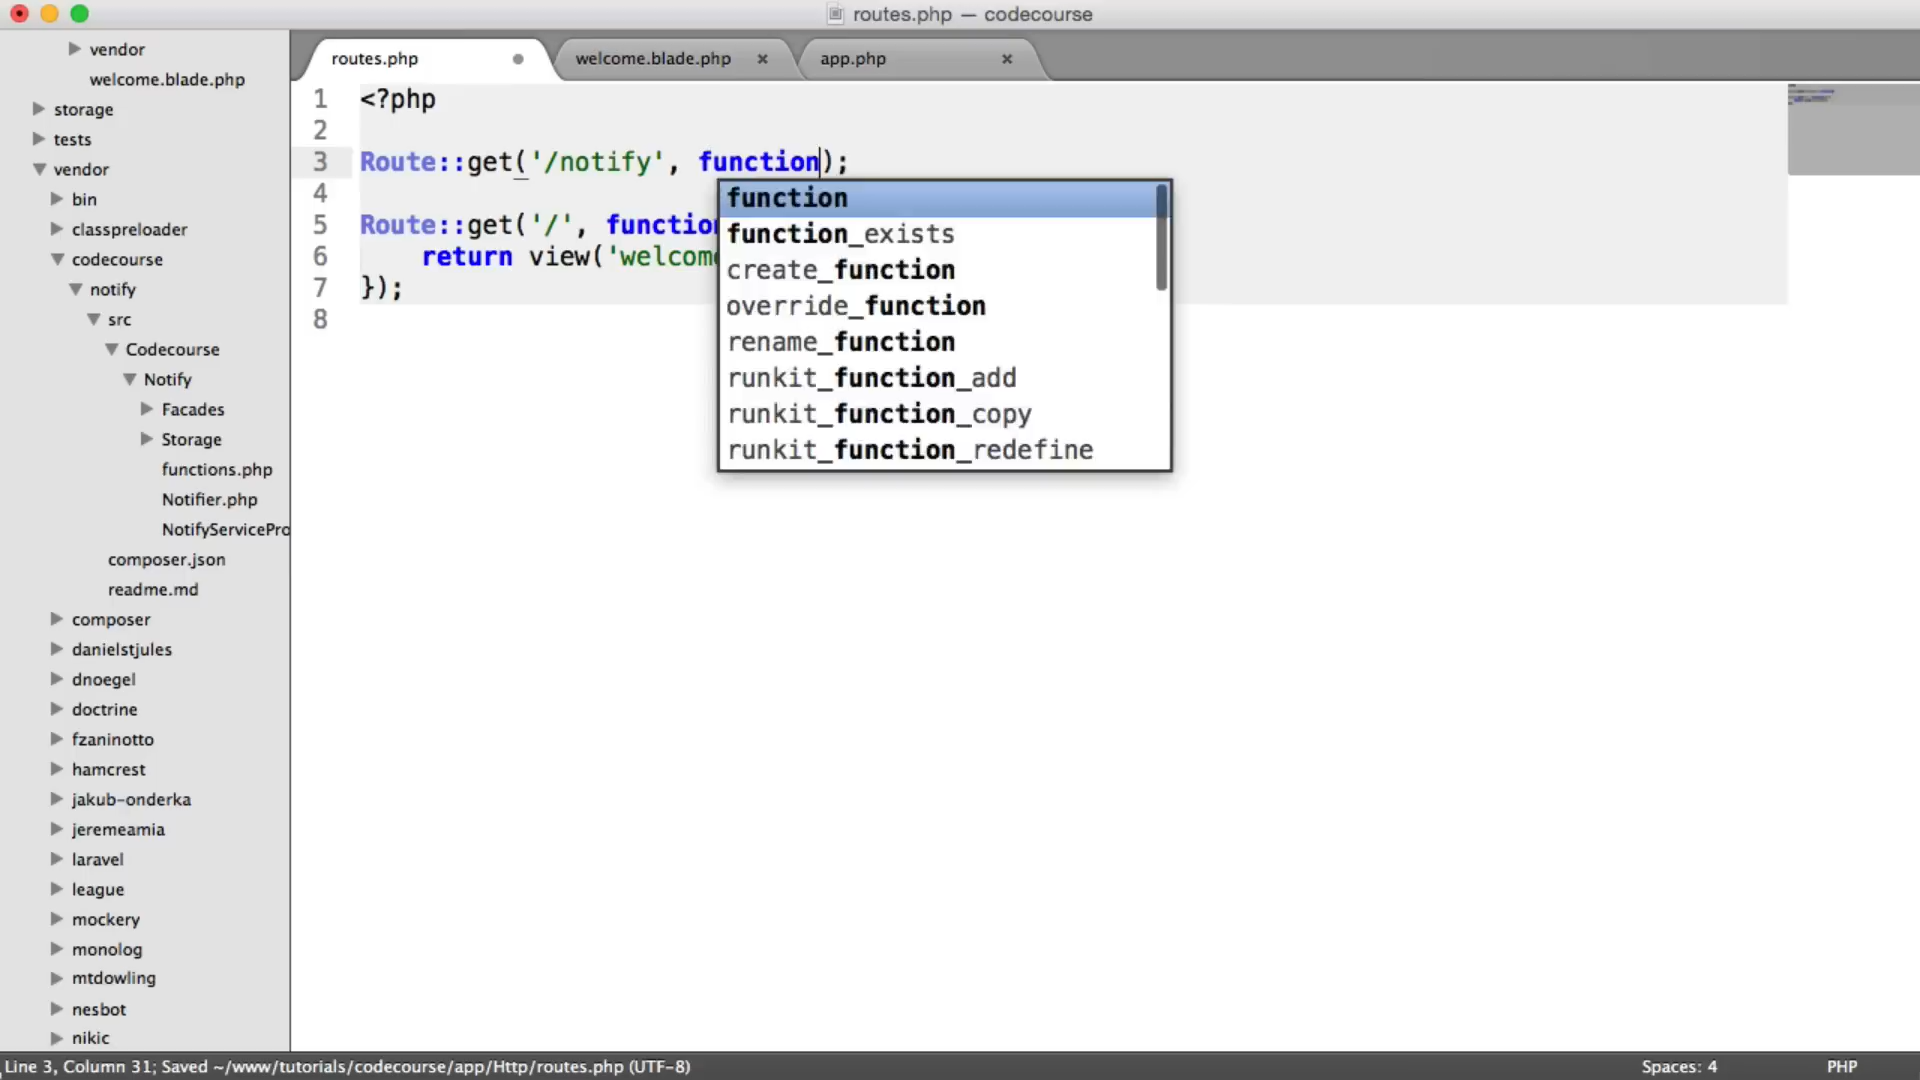 routes.php — codecourse
vendor
welcome.blade.php
storage
tests
vendor
bin
classpreloader
codecourse
notify
src
Codecourse
Notify
Facades
Storage
functions.php
Notifier.php
NotifyServicePro
composer.json
readme.md
composer
danielstjules
dnoegel
doctrine
fzaninotto
hamcrest
jakub-onderka
jeremeamia
laravel
league
mockery
monolog
mtdowling
nesbot
nikic
routes.php
welcome.blade.php ×
app.php ×
1 <?php
2
3 Route::get('/notify', function);
4
5 Route::get('/', function
6 return view('welcome
7 });
8
function
function_exists
create_function
override_function
rename_function
runkit_function_add
runkit_function_copy
runkit_function_redefine
Line 3, Column 31; Saved ~/www/tutorials/codecourse/app/Http/routes.php (UTF-8)
Spaces: 4
PHP